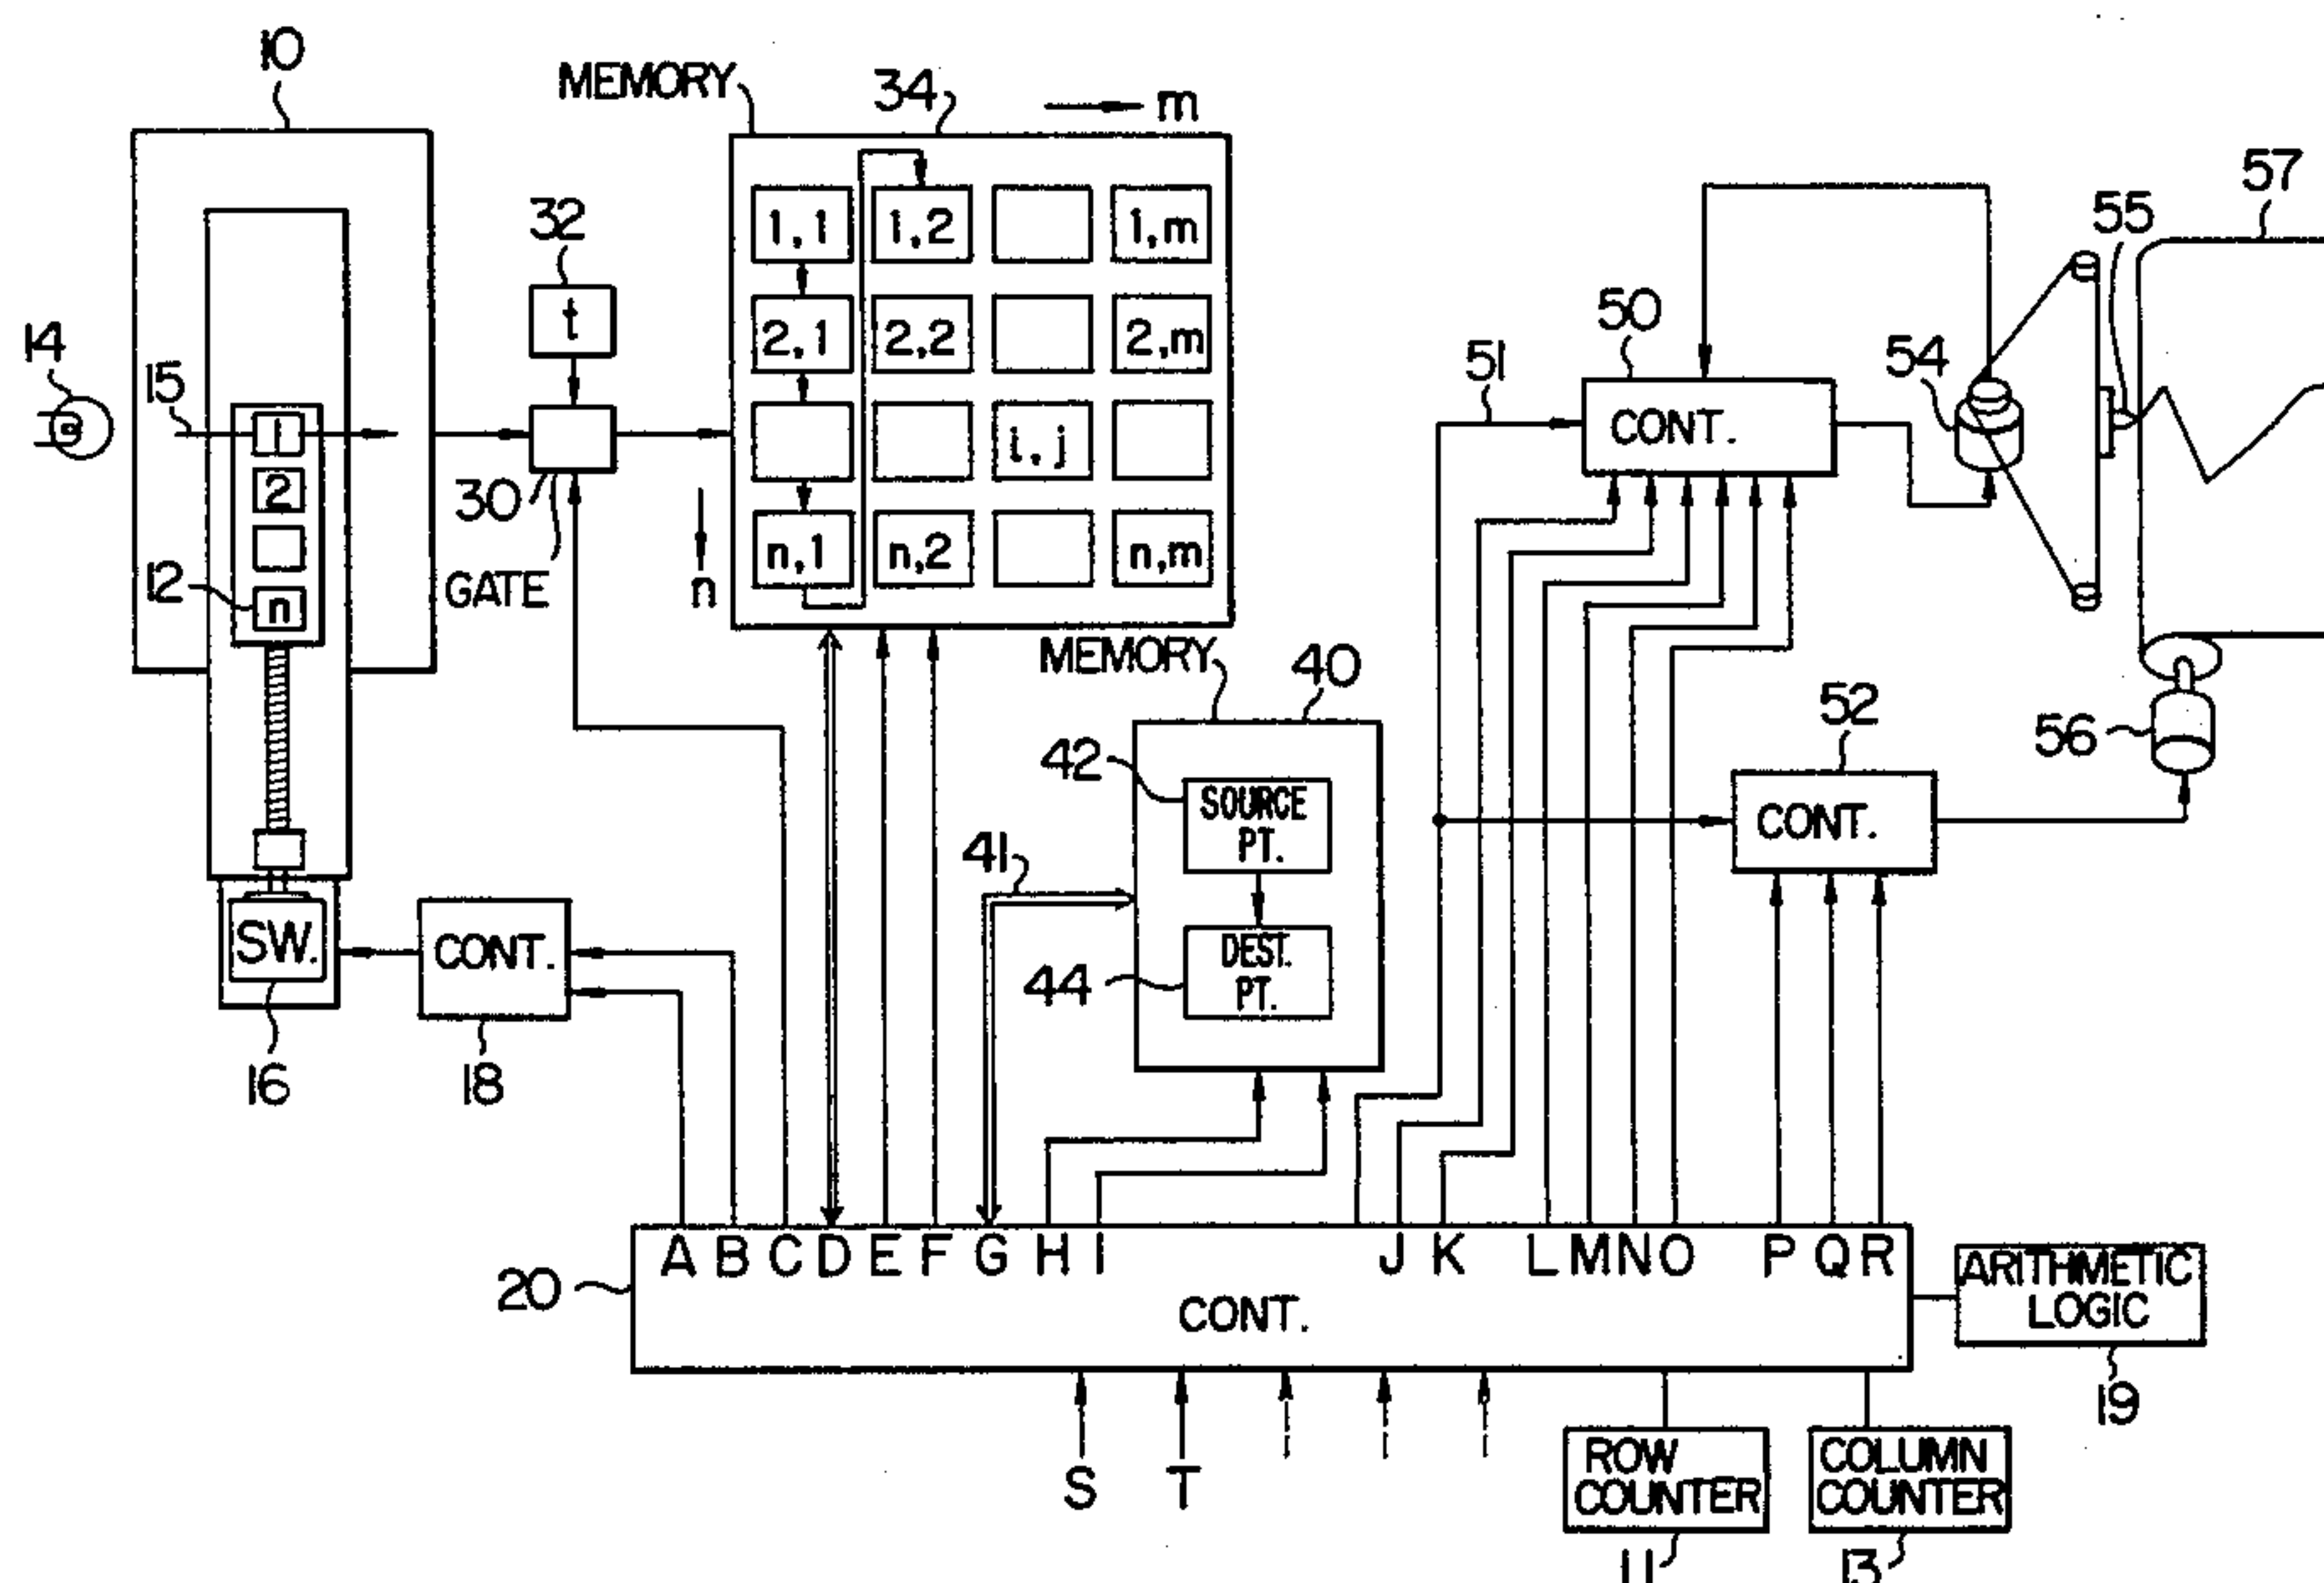 10
MEMORY
34
m
57
32
1,1
1,2
1,m
55
t
2,1
2,2
2,m
50
54
14
15
51
1
CONT.
i,j
2
30
n,1
n,2
n,m
12
n
GATE
n
MEMORY
40
52
42
56
SOURCE
PT.
CONT.
41
SW.
CONT.
DEST.
PT.
44
16
18
A B C D E F G H I J K L M N O P Q R
20
CONT.
ARITHMETIC
LOGIC
19
S
T
ROW
COUNTER
COLUMN
COUNTER
11
13